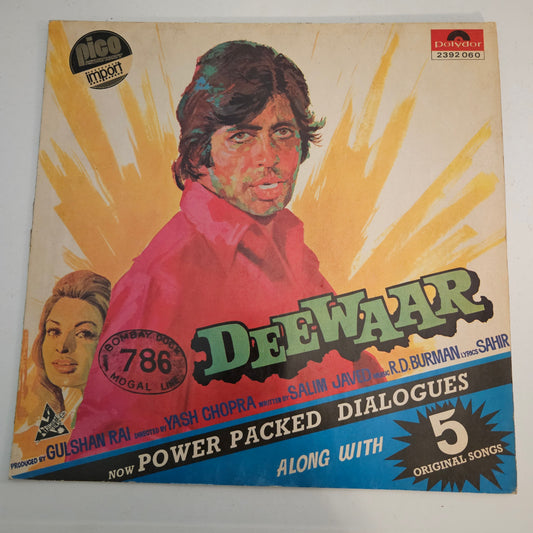 pico
import
Polydor
2392 060
DEEWAAR
BOMBAY DOCK
786
MOGAL LINE
PRODUCED BY GULSHAN RAI DIRECTED BY YASH CHOPRA WRITTEN BY SALIM JAVED MUSIC R.D. BURMAN LYRICS SAHIR
NOW POWER PACKED DIALOGUES
ALONG WITH
5
ORIGINAL SONGS